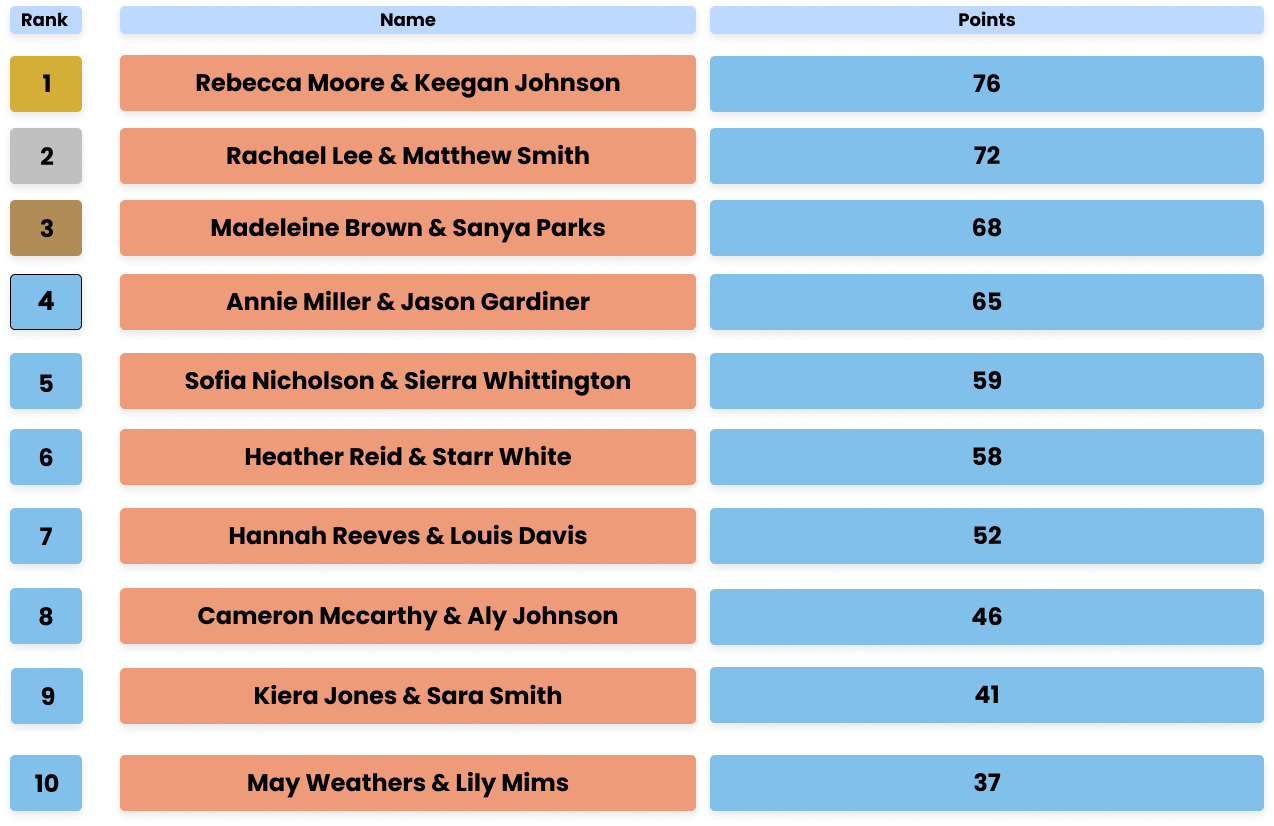 Rank Name Points
1 Rebecca Moore & Keegan Johnson 76
2 Rachael Lee & Matthew Smith 72
3 Madeleine Brown & Sanya Parks 68
4 Annie Miller & Jason Gardiner 65
5 Sofia Nicholson & Sierra Whittington 59
6 Heather Reid & Starr White 58
7 Hannah Reeves & Louis Davis 52
8 Cameron Mccarthy & Aly Johnson 46
9 Kiera Jones & Sara Smith 41
10 May Weathers & Lily Mims 37